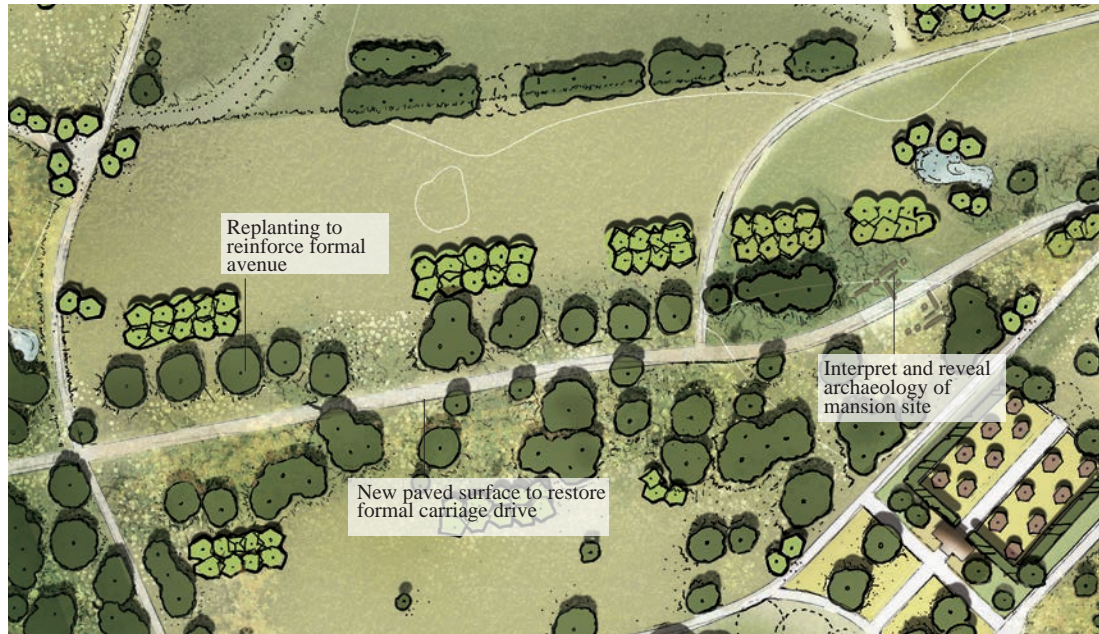 Replanting to
reinforce formal
avenue
Interpret and reveal
archaeology of
mansion site
New paved surface to restore
formal carriage drive